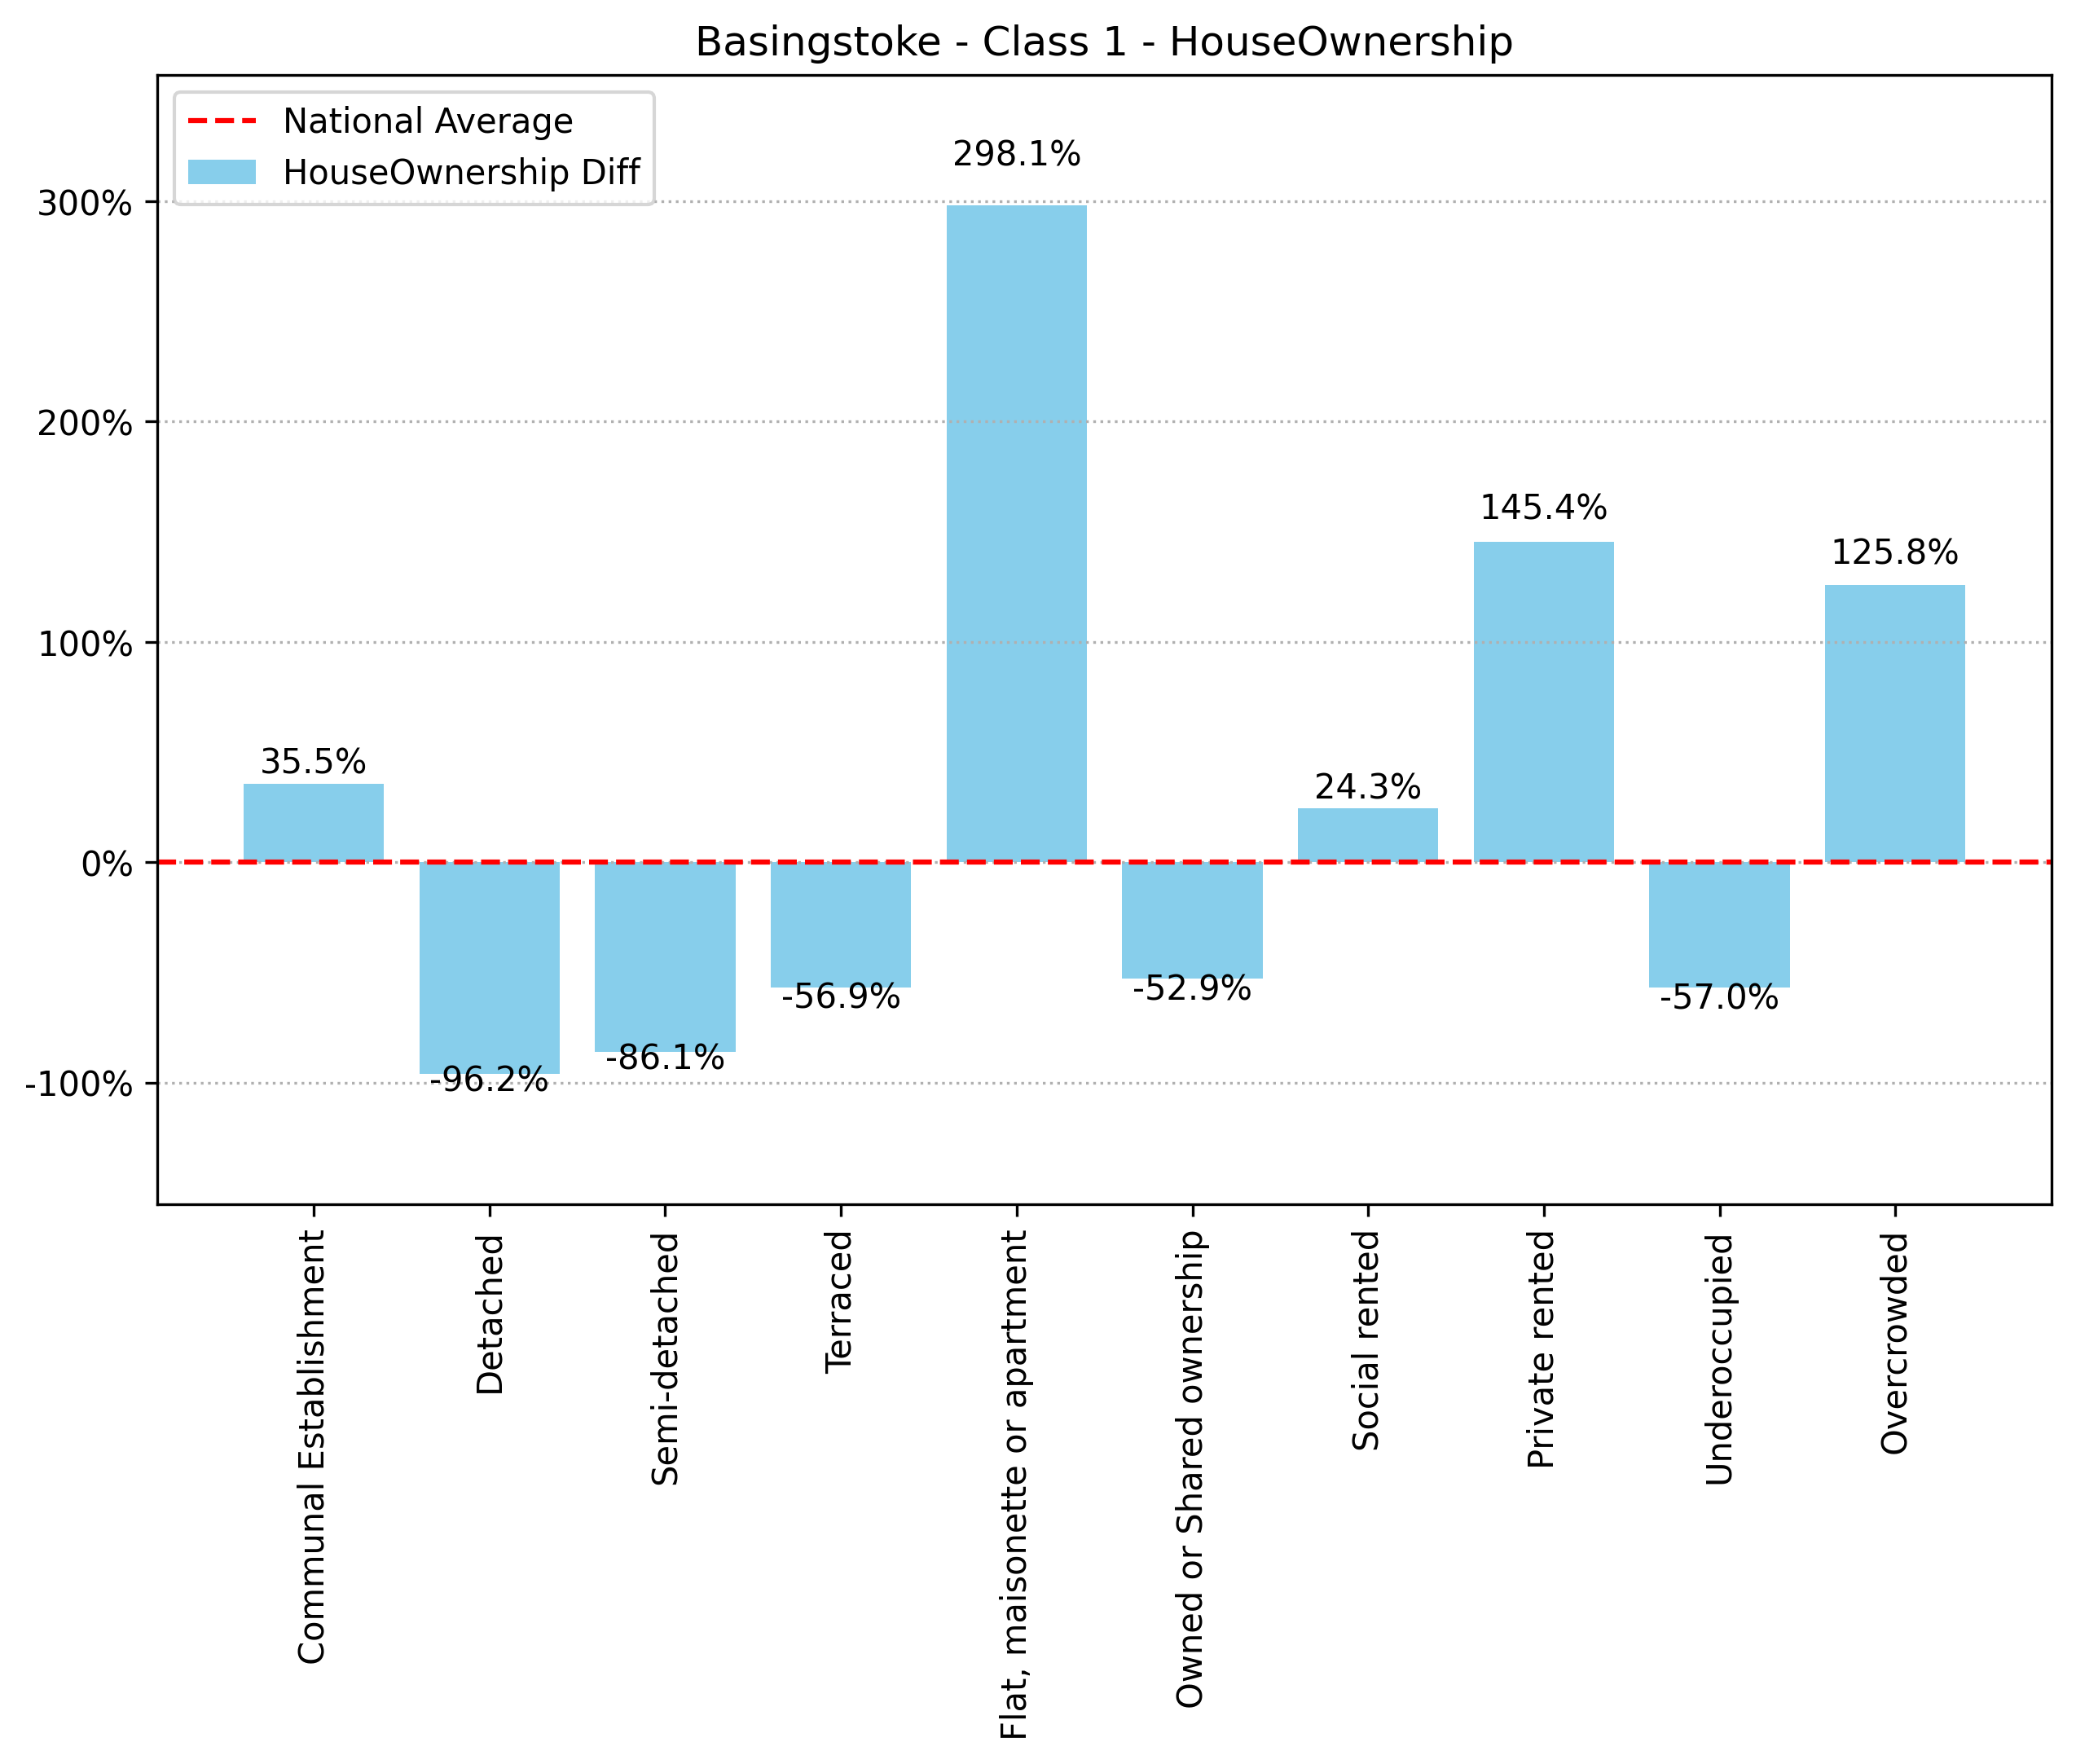 Basingstoke - Class 1 - HouseOwnership
National Average
HouseOwnership Diff
300%
200%
100%
0%
-100%
35.5%
-96.2%
-86.1%
-56.9%
298.1%
-52.9%
24.3%
145.4%
-57.0%
125.8%
Communal Establishment
Detached
Semi-detached
Terraced
Flat, maisonette or apartment
Owned or Shared ownership
Social rented
Private rented
Underoccupied
Overcrowded